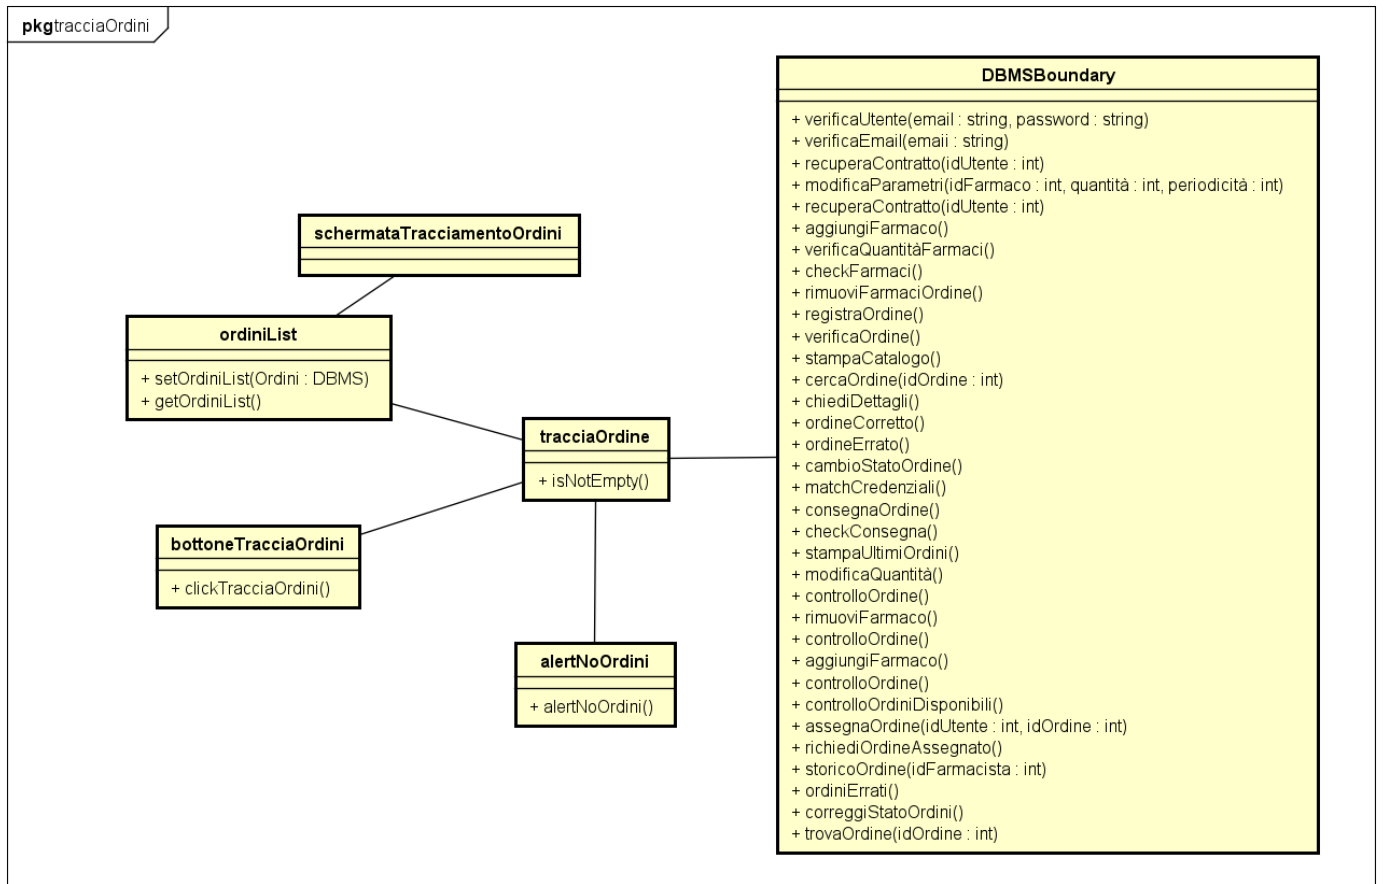 pkg tracciaOrdini
schermataTracciamentoOrdini
ordiniList
+ setOrdiniList(Ordini : DBMS)
+ getOrdiniList()
tracciaOrdine
+ isNotEmpty()
bottoneTracciaOrdini
+ clickTracciaOrdini()
alertNoOrdini
+ alertNoOrdini()
DBMSBoundary
+ verificaUtente(email : string, password : string)
+ verificaEmail(emaii : string)
+ recuperaContratto(idUtente : int)
+ modificaParametri(idFarmaco : int, quantità : int, periodicità : int)
+ recuperaContratto(idUtente : int)
+ aggiungiFarmaco()
+ verificaQuantitàFarmaci()
+ checkFarmaci()
+ rimuoviFarmaciOrdine()
+ registraOrdine()
+ verificaOrdine()
+ stampaCatalogo()
+ cercaOrdine(idOrdine : int)
+ chiediDettagli()
+ ordineCorretto()
+ ordineErrato()
+ cambioStatoOrdine()
+ matchCredenziali()
+ consegnaOrdine()
+ checkConsegna()
+ stampaUltimiOrdini()
+ modificaQuantità()
+ controlloOrdine()
+ rimuoviFarmaco()
+ controlloOrdine()
+ aggiungiFarmaco()
+ controlloOrdine()
+ controlloOrdiniDisponibili()
+ assegnaOrdine(idUtente : int, idOrdine : int)
+ richiediOrdineAssegnato()
+ storicoOrdine(idFarmacista : int)
+ ordiniErrati()
+ correggiStatoOrdini()
+ trovaOrdine(idOrdine : int)